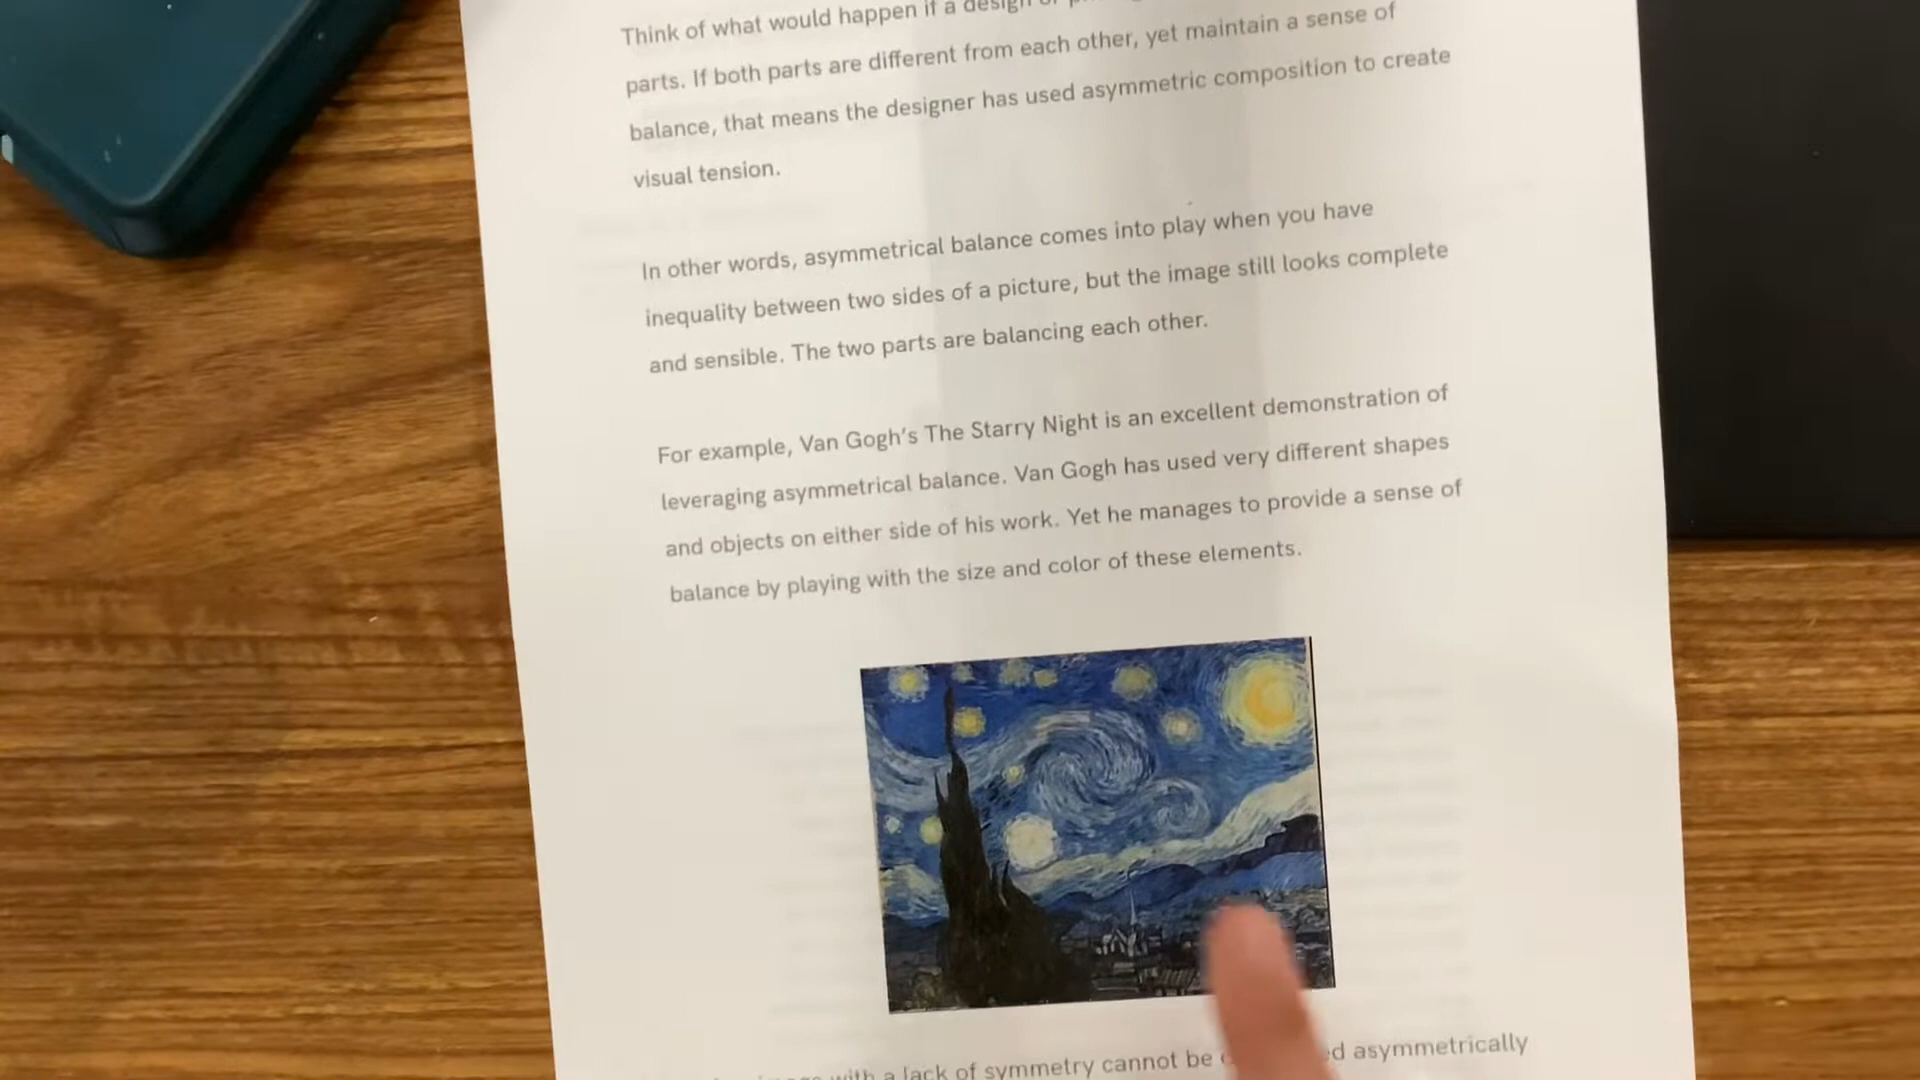 Think of what would happen if a design or
parts. If both parts are different from each other, yet maintain a sense of
balance, that means the designer has used asymmetric composition to create
visual tension.
In other words, asymmetrical balance comes into play when you have
inequality between two sides of a picture, but the image still looks complete
and sensible. The two parts are balancing each other.
For example, Van Gogh's The Starry Night is an excellent demonstration of
leveraging asymmetrical balance. Van Gogh has used very different shapes
and objects on either side of his work. Yet he manages to provide a sense of
balance by playing with the size and color of these elements.
with a lack of symmetry cannot be asymmetrically